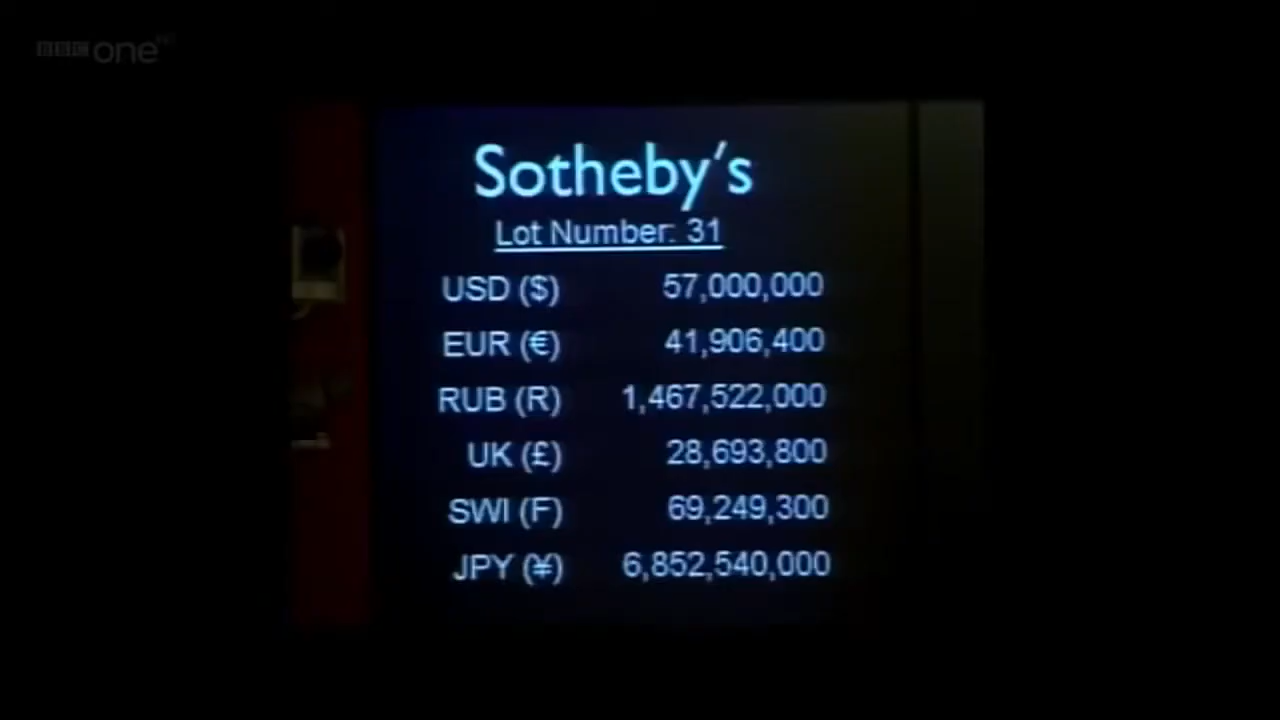 BBC one
Sotheby's
Lot Number: 31
USD ($) 57,000,000
EUR (€) 41,906,400
RUB (R) 1,467,522,000
UK (£) 28,693,800
SWI (F) 69,249,300
JPY (¥) 6,852,540,000